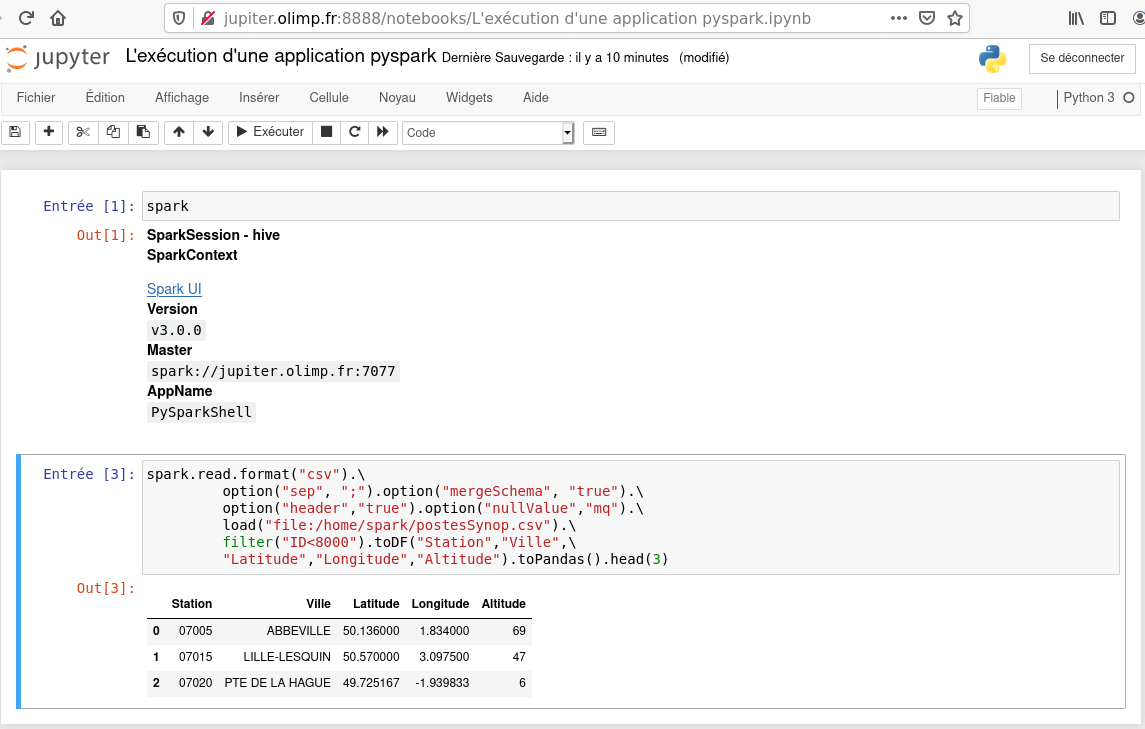 jupiter.olimp.fr:8888/notebooks/L'exécution d'une application pyspark.ipynb
jupyter L'exécution d'une application pyspark Dernière Sauvegarde : il y a 10 minutes (modifié) Se déconnecter
Fichier Édition Affichage Insérer Cellule Noyau Widgets Aide Fiable Python 3
Exécuter Code
Entrée [1]: spark
Out[1]: SparkSession - hive
SparkContext
Spark UI
Version
v3.0.0
Master
spark://jupiter.olimp.fr:7077
AppName
PySparkShell
Entrée [3]: spark.read.format("csv").\
option("sep", ";").option("mergeSchema", "true").\
option("header","true").option("nullValue","mq").\
load("file:/home/spark/postesSynop.csv").\
filter("ID<8000").toDF("Station","Ville",\
"Latitude","Longitude","Altitude").toPandas().head(3)
Out[3]:
Station Ville Latitude Longitude Altitude
0 07005 ABBEVILLE 50.136000 1.834000 69
1 07015 LILLE-LESQUIN 50.570000 3.097500 47
2 07020 PTE DE LA HAGUE 49.725167 -1.939833 6